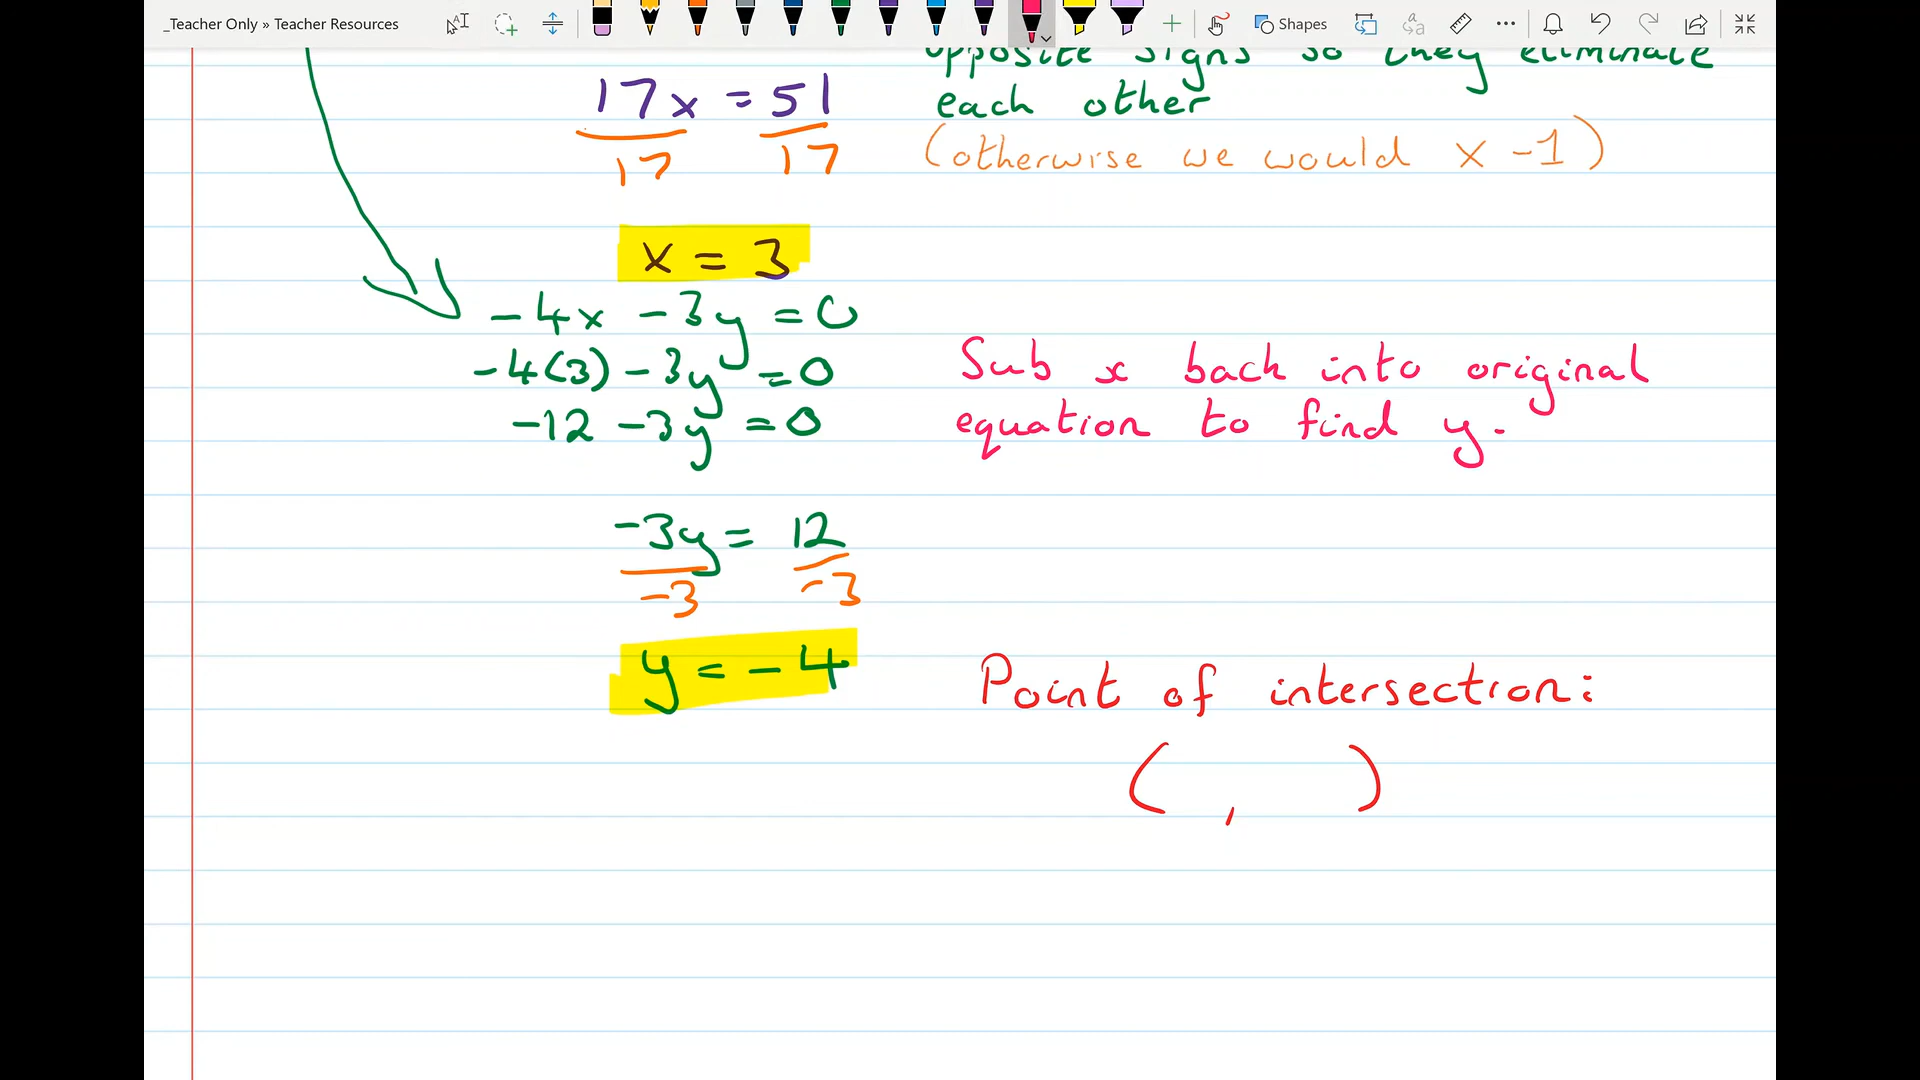 _Teacher Only » Teacher Resources
Shapes
opposite signs so they eliminate
17x = 51
each other
17 17
(otherwise we would x -1)
x = 3
-4x -3y = 0
-4(3) -3y = 0
Sub x back into original
-12 -3y = 0
equation to find y.
-3y = 12
-3 -3
y = -4
Point of intersection:
( , )